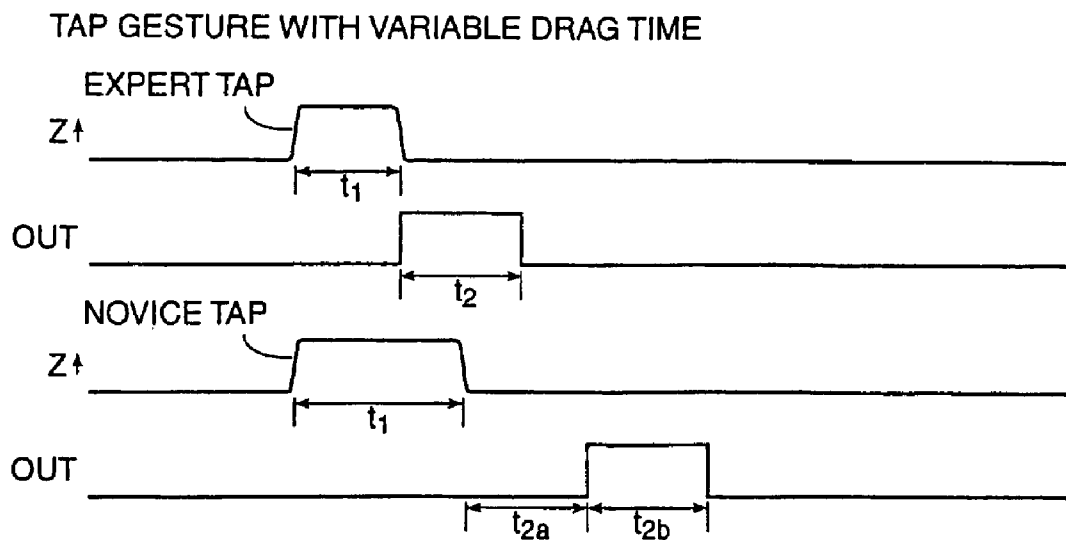 TAP GESTURE WITH VARIABLE DRAG TIME
EXPERT TAP
Z
t1
OUT
t2
NOVICE TAP
Z
t1
OUT
t2a t2b